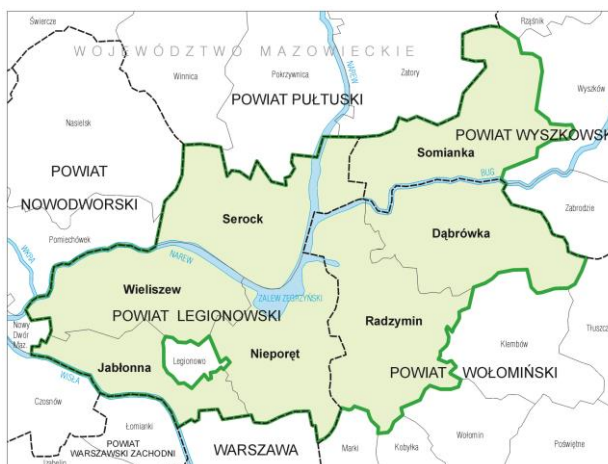 Świercze
Rząśnik
WOJEWÓDZTWO MAZOWIECKIE
Winnica
Pokrzywnica
NAREW
Zatory
Wyszków
POWIAT PUŁTUSKI
Nasielsk
POWIAT WYSZKOWSK
Somianka
POWIAT
NOWODWORSKI
BUG
Serock
Zabrodzie
Pomiechówek
Dąbrówka
WKRA
NAREW
Wieliszew
ZALEW ZEGRZYŃSKI
POWIAT LEGIONOWSKI
Radzymin
Nowy
Dwór
Maz.
Tłuszcz
Klembów
Legionowo
Nieporęt
Jabłonna
POWIAT WOŁOMIŃSKI
WISŁA
Czosnów
Łomianki
Wołomin
POWIAT
WARSZAWSKI ZACHODNI
WARSZAWA
Marki
Kobyłka
Poświętne
Izabelin